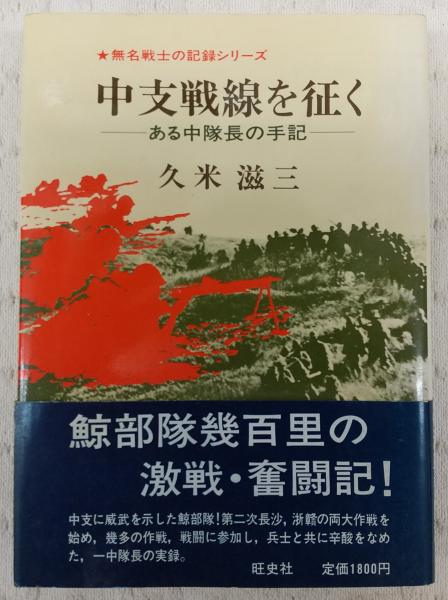 ★無名戦士の記録シリーズ
中支戦線を征く
──ある中隊長の手記──
久米 滋三
鯨部隊幾百里の
激戦・奮闘記!
中支に威武を示した鯨部隊!第二次長沙,浙贛の両大作戦を
始め,幾多の作戦,戦闘に参加し,兵士と共に辛酸をなめ
た,一中隊長の実録。
旺史社 定価1800円